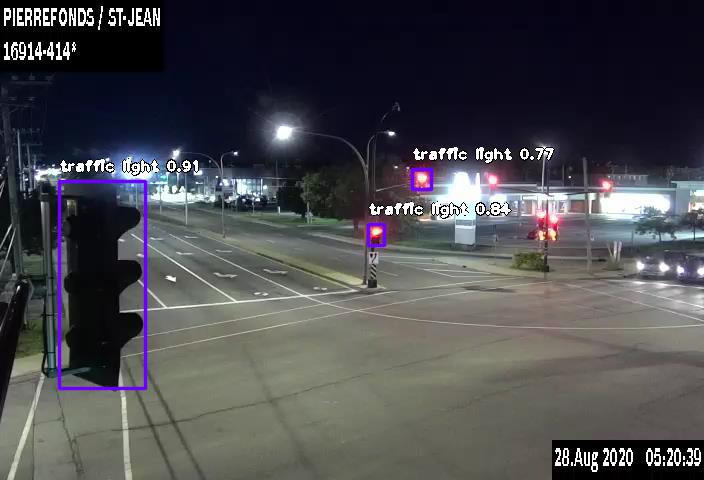 PIERREFONDS / ST-JEAN
16914-414*
traffic light 0.77
traffic light 0.91
traffic light 0.84
28.Aug 2020 05:20:39